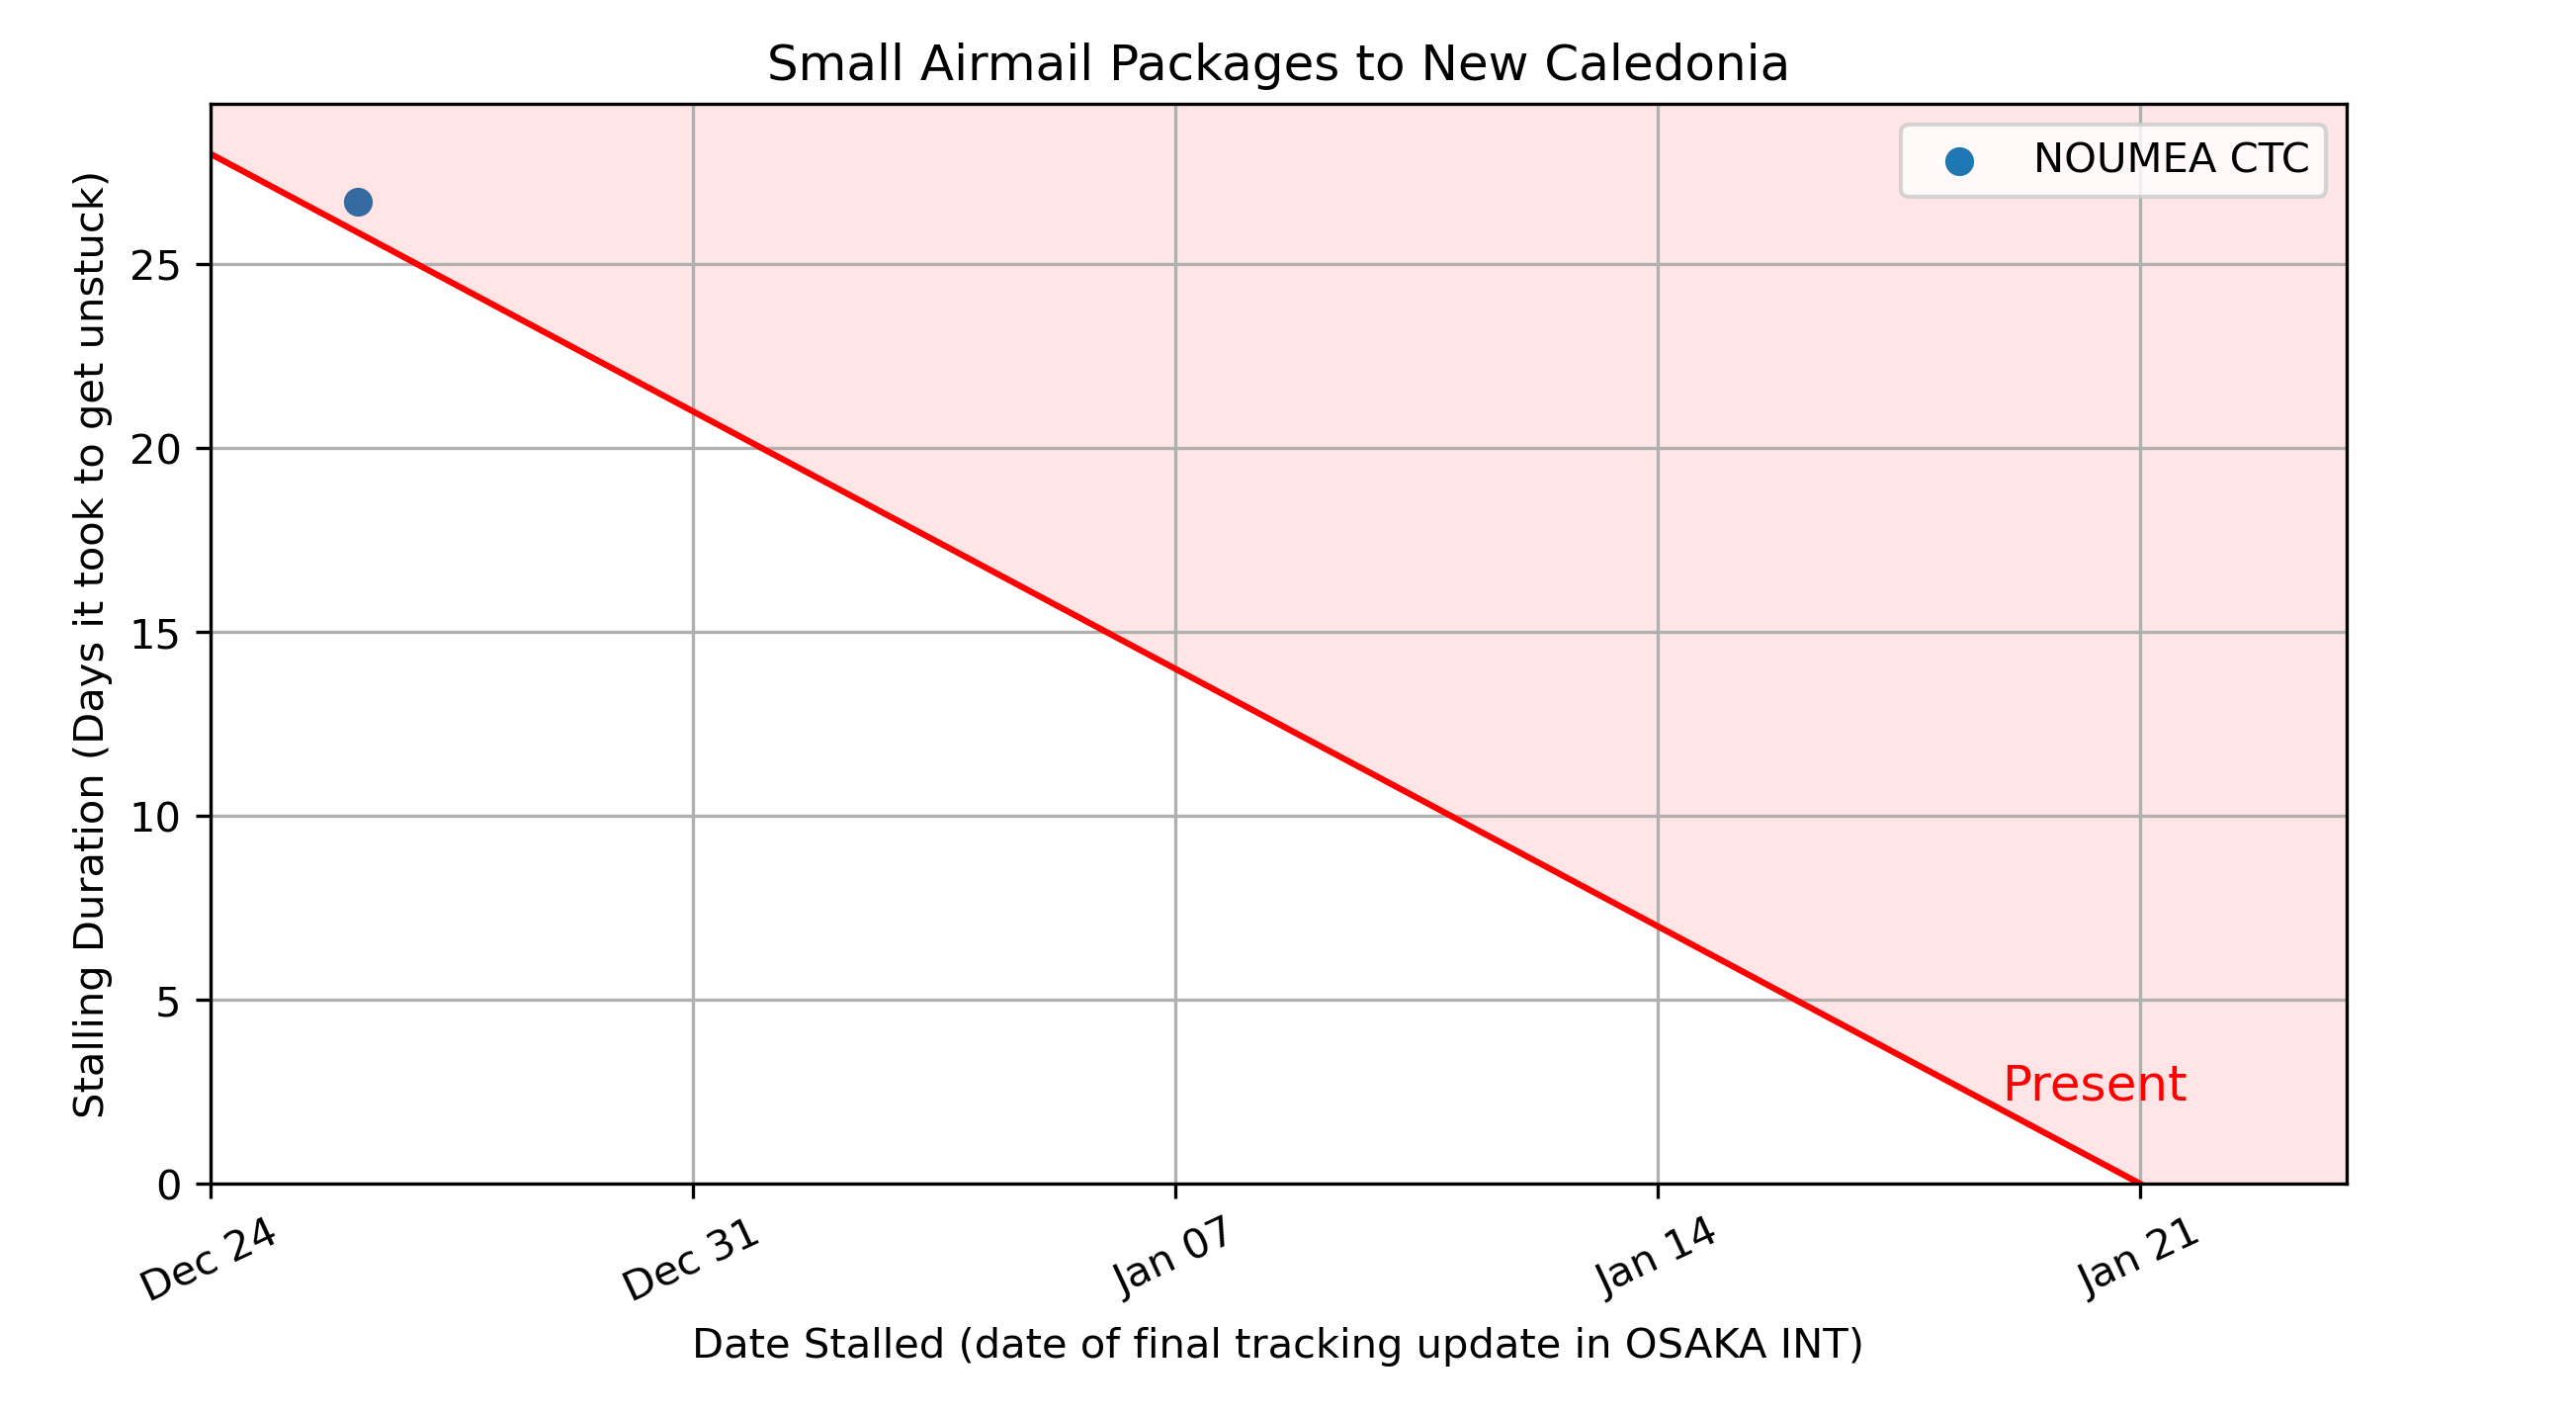 Small Airmail Packages to New Caledonia
NOUMEA CTC
Stalling Duration (Days it took to get unstuck)
25
20
15
10
5
0
Present
Dec 24
Dec 31
Jan 07
Jan 14
Jan 21
Date Stalled (date of final tracking update in OSAKA INT)